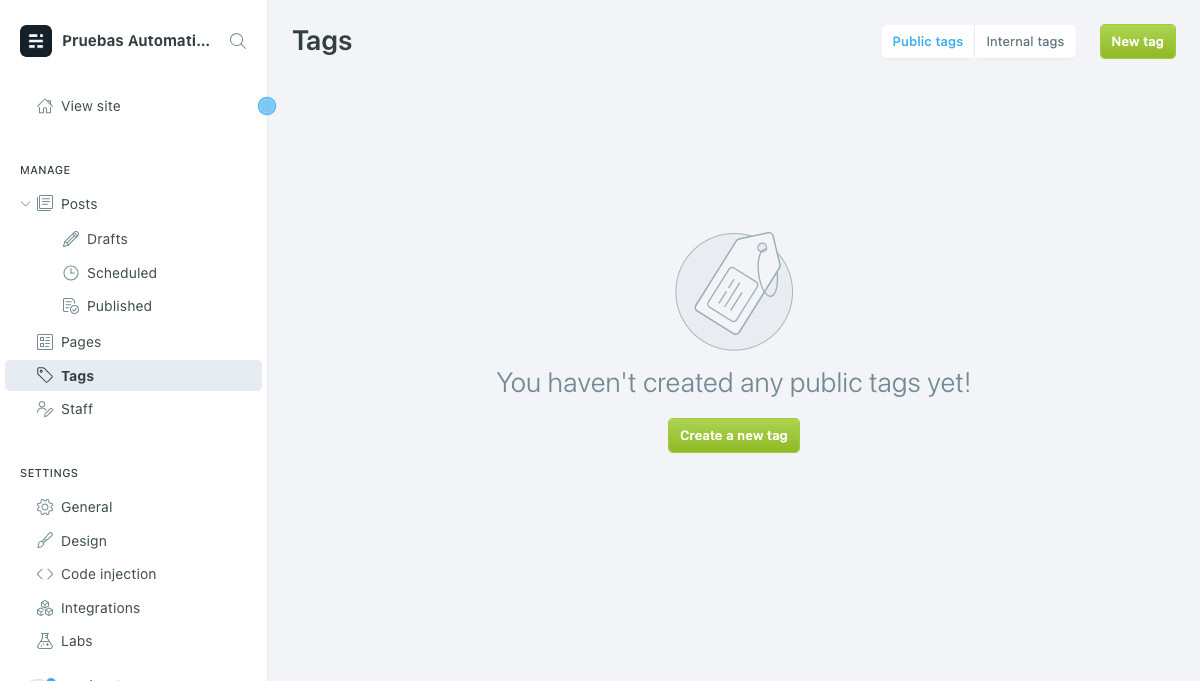 Pruebas Automati...
Tags
Public tags
Internal tags
New tag
View site
MANAGE
Posts
Drafts
Scheduled
Published
Pages
Tags
Staff
You haven't created any public tags yet!
Create a new tag
SETTINGS
General
Design
Code injection
Integrations
Labs